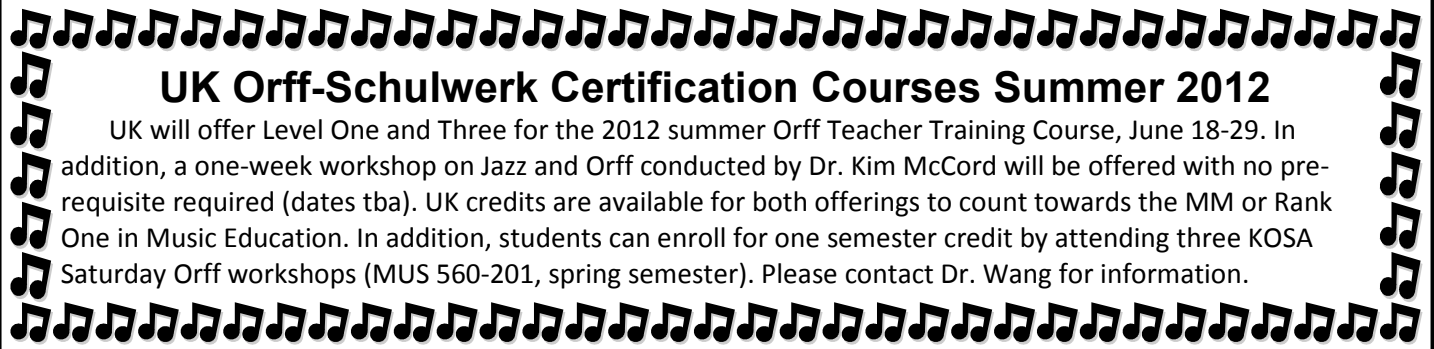 UK Orff-Schulwerk Certification Courses Summer 2012
UK will offer Level One and Three for the 2012 summer Orff Teacher Training Course, June 18-29. In
addition, a one-week workshop on Jazz and Orff conducted by Dr. Kim McCord will be offered with no pre-
requisite required (dates tba). UK credits are available for both offerings to count towards the MM or Rank
One in Music Education. In addition, students can enroll for one semester credit by attending three KOSA
Saturday Orff workshops (MUS 560-201, spring semester). Please contact Dr. Wang for information.